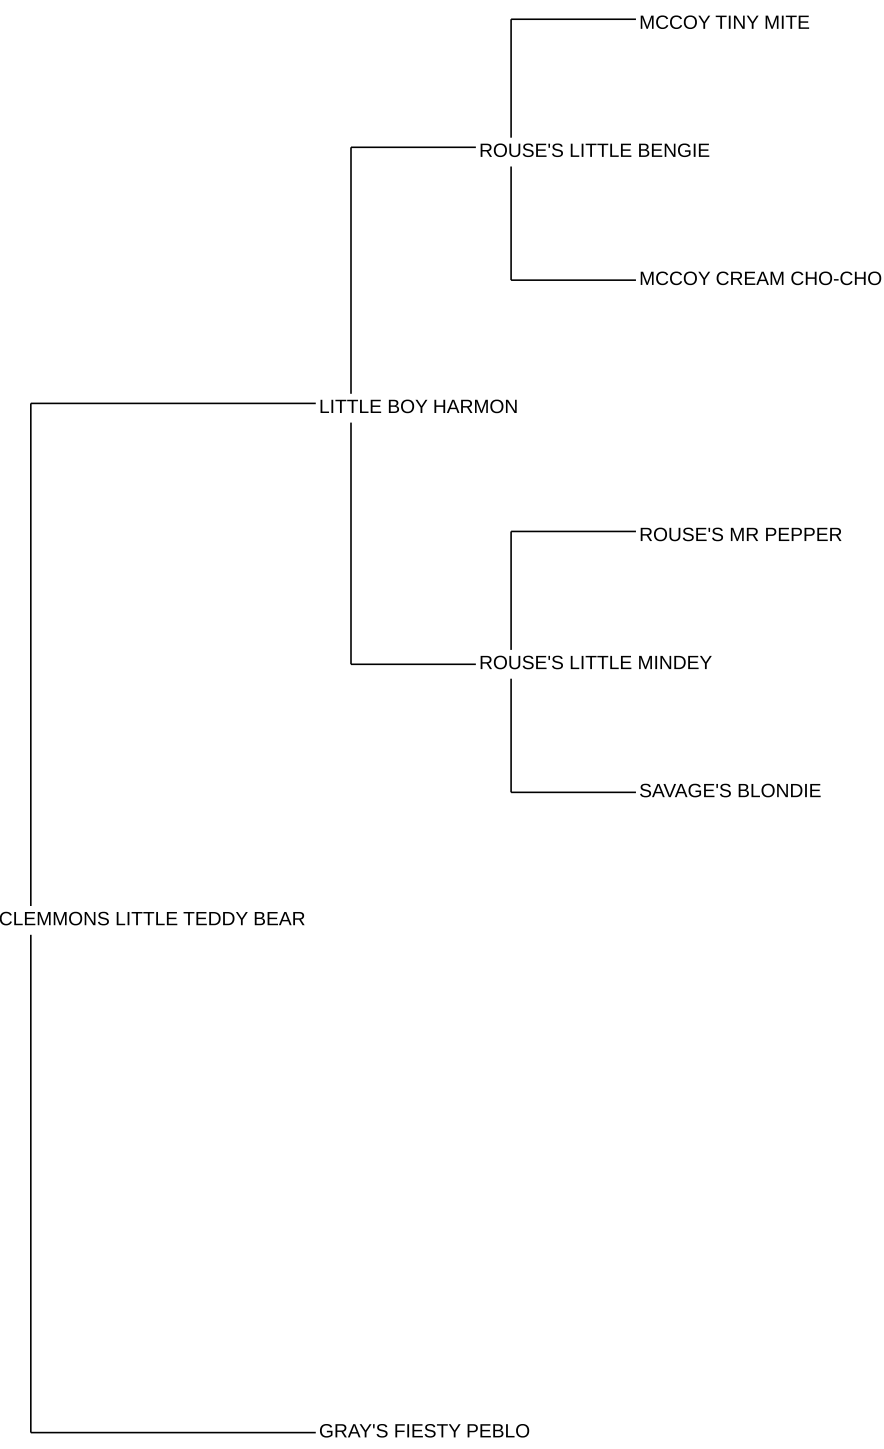 MCCOY TINY MITE
ROUSE'S LITTLE BENGIE
MCCOY CREAM CHO-CHO
LITTLE BOY HARMON
ROUSE'S MR PEPPER
ROUSE'S LITTLE MINDEY
SAVAGE'S BLONDIE
CLEMMONS LITTLE TEDDY BEAR
GRAY'S FIESTY PEBLO